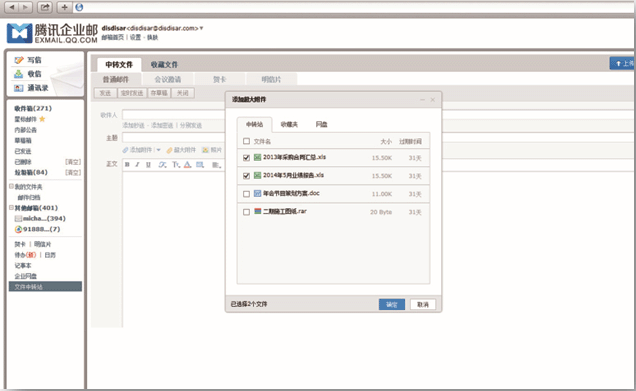 腾讯企业邮
EXMAIL.QQ.COM
disdisar<disdisar@disdisar.com>
邮箱首页 | 设置 - 换肤
写信
收信
通讯录
收件箱(271)
星标邮件
内部公告
草稿箱
已发送
已删除 [清空]
垃圾箱(84) [清空]
我的文件夹
邮件归档
其他邮箱(401)
micha...(394)
91888...(7)
贺卡 | 明信片
待办 | 日历
记事本
企业网盘
文件中转站
中转文件 收藏文件
上传
普通邮件 会议邀请 贺卡 明信片
发送 定时发送 存草稿 关闭
收件人
添加抄送 - 添加密送 | 分别发送
主题
添加附件 超大附件 照片
正文 B I U
添加超大附件
中转站 收藏夹 网盘
文件名 大小 过期时间
2013年采购合同汇总.xls 15.50K 31天
2014年5月业绩报告.xls 15.50K 31天
年会节目策划方案.doc 11.00K 31天
二期施工图纸.rar 20 Byte 31天
已选择2个文件 确定 取消